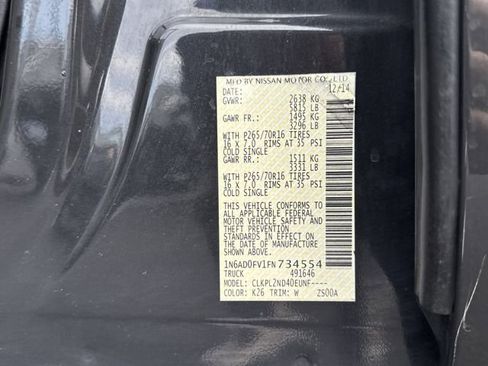 MFD BY NISSAN MOTOR CO., LTD.
DATE: 12/14
GVWR: 2638 KG
5815 LB
GAWR FR.: 1495 KG
3296 LB
WITH P265/70R16 TIRES
16 X 7.0 RIMS AT 35 PSI
COLD SINGLE
GAWR RR.: 1511 KG
3331 LB
WITH P265/70R16 TIRES
16 X 7.0 RIMS AT 35 PSI
COLD SINGLE
THIS VEHICLE CONFORMS TO
ALL APPLICABLE FEDERAL
MOTOR VEHICLE SAFETY
STANDARDS IN EFFECT ON
THE DATE OF MANUFACTURE
SHOWN ABOVE.
1N6AD0FV1FN734554
TRUCK 491646
MODEL: CLKPLZND40EUNF----
COLOR: K26 TRIM: W ZS00A